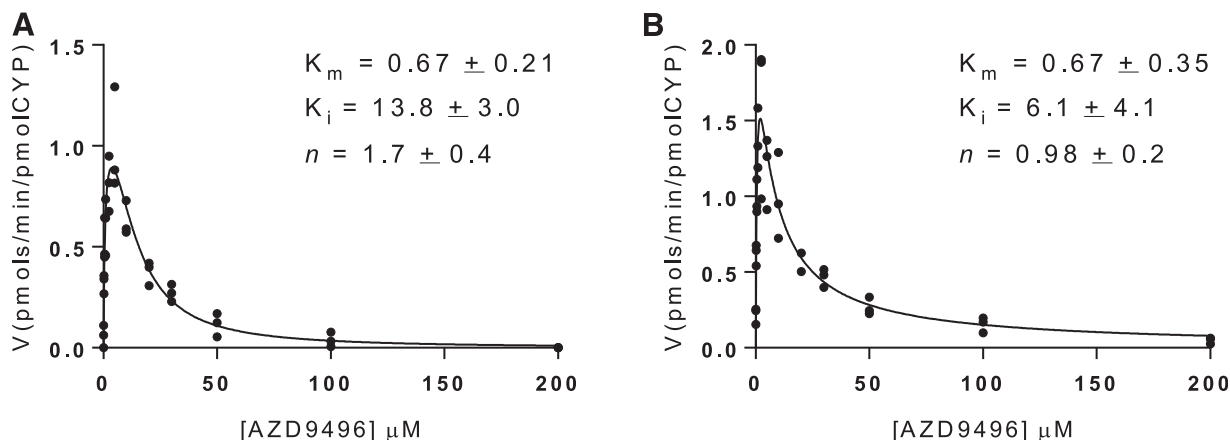 A
V(pmols/min/pmolCYP)
1.5
1.0
0.5
0.0
K_m = 0.67 ± 0.21
K_i = 13.8 ± 3.0
n = 1.7 ± 0.4
0 50 100 150 200
[AZD9496] μM
B
V(pmols/min/pmolCYP)
2.0
1.5
1.0
0.5
0.0
K_m = 0.67 ± 0.35
K_i = 6.1 ± 4.1
n = 0.98 ± 0.2
0 50 100 150 200
[AZD9496] μM